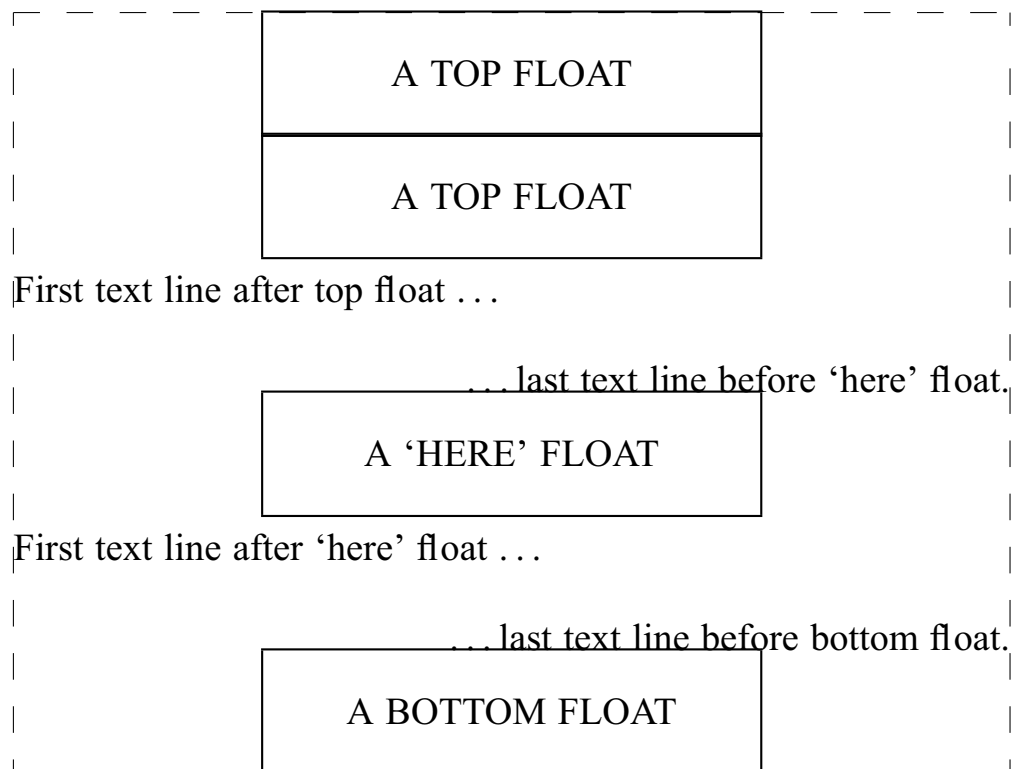 A TOP FLOAT
A TOP FLOAT
First text line after top float . . .
. . . last text line before ‘here’ float.
A ‘HERE’ FLOAT
First text line after ‘here’ float . . .
. . . last text line before bottom float.
A BOTTOM FLOAT